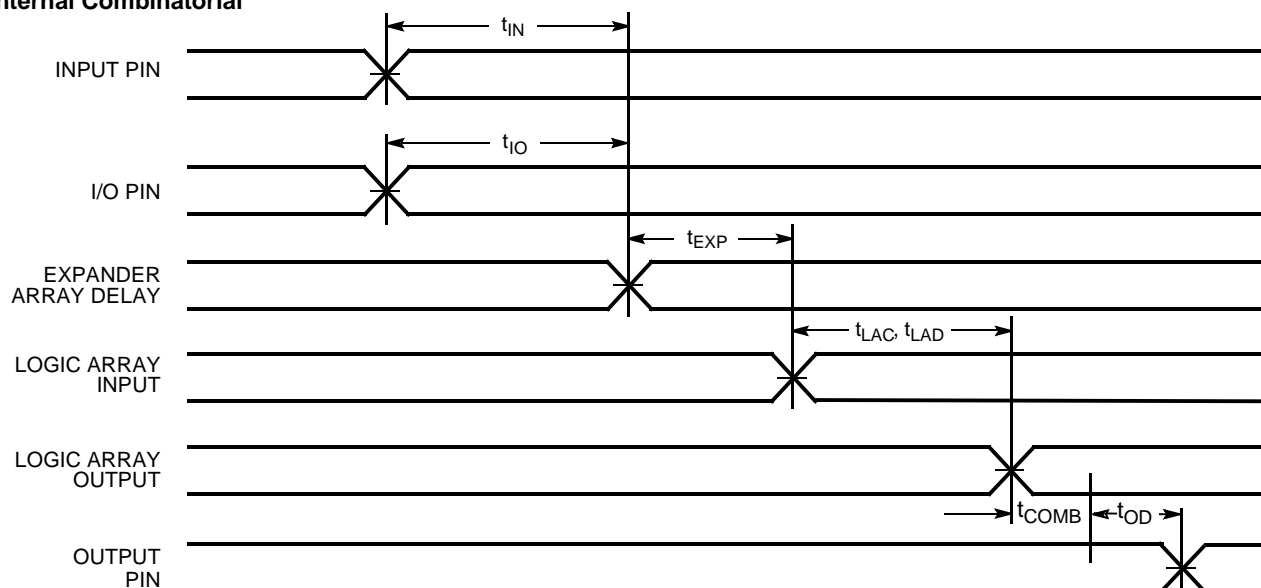 nternal Combinatorial
tIN
INPUT PIN
tIO
I/O PIN
tEXP
EXPANDER
ARRAY DELAY
tLAC, tLAD
LOGIC ARRAY
INPUT
LOGIC ARRAY
OUTPUT
tCOMB
tOD
OUTPUT
PIN